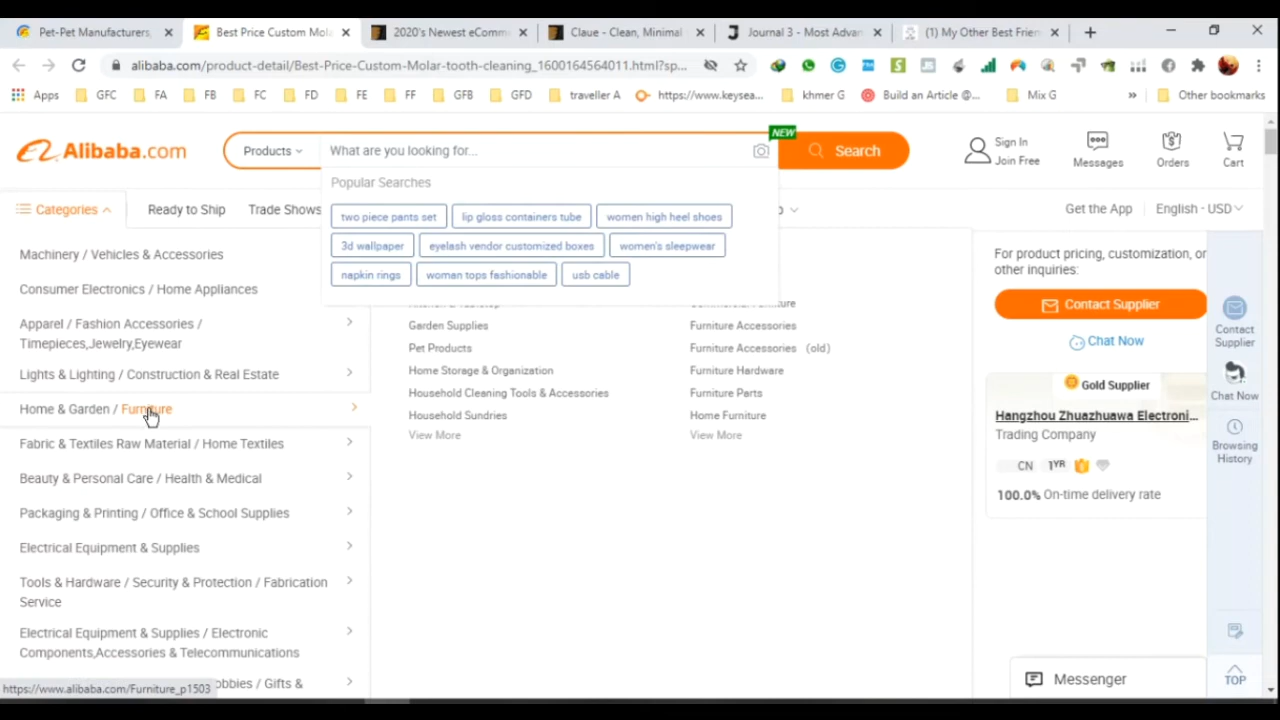 Pet-Pet Manufacturers,
Best Price Custom Mola
2020's Newest eComm
Claue - Clean, Minimal
Journal 3 - Most Advan
(1) My Other Best Frien
alibaba.com/product-detail/Best-Price-Custom-Molar-tooth-cleaning_1600164564011.html?sp...
Apps
GFC
FA
FB
FC
FD
FE
FF
GFB
GFD
traveller A
https://www.keysea...
khmer G
Build an Article @...
Mix G
»
Other bookmarks
Alibaba.com
Products
What are you looking for...
NEW
Search
Sign In
Join Free
Messages
Orders
Cart
Popular Searches
Categories
Ready to Ship
Trade Shows
two piece pants set
lip gloss containers tube
women high heel shoes
Get the App
English - USD
3d wallpaper
eyelash vendor customized boxes
women's sleepwear
napkin rings
woman tops fashionable
usb cable
Machinery / Vehicles & Accessories
Consumer Electronics / Home Appliances
Apparel / Fashion Accessories /
Timepieces,Jewelry,Eyewear
Lights & Lighting / Construction & Real Estate
Home & Garden / Furniture
Fabric & Textiles Raw Material / Home Textiles
Beauty & Personal Care / Health & Medical
Packaging & Printing / Office & School Supplies
Electrical Equipment & Supplies
Tools & Hardware / Security & Protection / Fabrication
Service
Electrical Equipment & Supplies / Electronic
Components,Accessories & Telecommunications
obbies / Gifts &
https://www.alibaba.com/Furniture_p1503
Garden Supplies
Pet Products
Home Storage & Organization
Household Cleaning Tools & Accessories
Household Sundries
View More
Furniture Accessories
Furniture Accessories (old)
Furniture Hardware
Furniture Parts
Home Furniture
View More
For product pricing, customization, or
other inquiries:
Contact Supplier
Chat Now
Gold Supplier
Hangzhou Zhuazhuawa Electroni...
Trading Company
CN 1YR
100.0% On-time delivery rate
Contact
Supplier
Chat Now
Browsing
History
Messenger
TOP